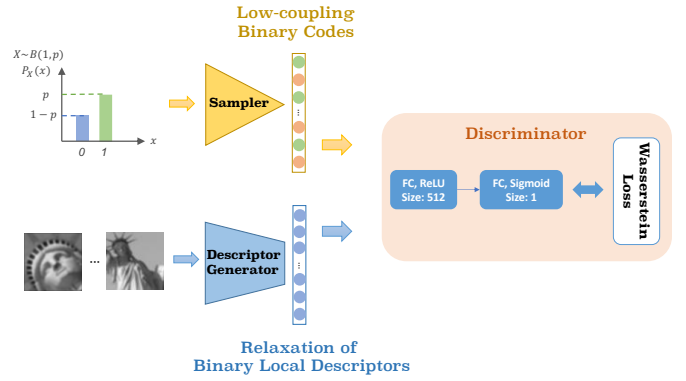 Low-coupling
Binary Codes
X~B(1,p)
P_X(x)
p
1-p
0 1
x
Sampler
...
Discriminator
FC, ReLU
Size: 512
FC, Sigmoid
Size: 1
Wasserstein
Loss
...
Descriptor
Generator
...
Relaxation of
Binary Local Descriptors